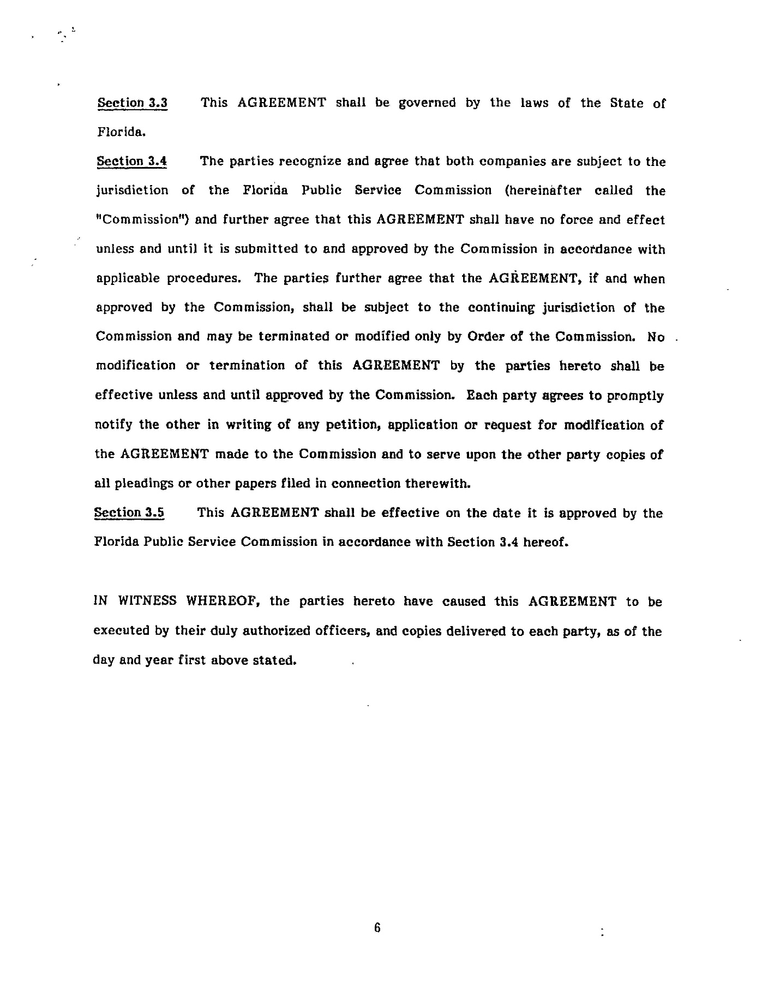 Section 3.3 This AGREEMENT shall be governed by the laws of the State of
Florida.
Section 3.4 The parties recognize and agree that both companies are subject to the
jurisdiction of the Florida Public Service Commission (hereinafter called the
"Commission") and further agree that this AGREEMENT shall have no force and effect
unless and until it is submitted to and approved by the Commission in accordance with
applicable procedures. The parties further agree that the AGREEMENT, if and when
approved by the Commission, shall be subject to the continuing jurisdiction of the
Commission and may be terminated or modified only by Order of the Commission. No
modification or termination of this AGREEMENT by the parties hereto shall be
effective unless and until approved by the Commission. Each party agrees to promptly
notify the other in writing of any petition, application or request for modification of
the AGREEMENT made to the Commission and to serve upon the other party copies of
all pleadings or other papers filed in connection therewith.
Section 3.5 This AGREEMENT shall be effective on the date it is approved by the
Florida Public Service Commission in accordance with Section 3.4 hereof.
IN WITNESS WHEREOF, the parties hereto have caused this AGREEMENT to be
executed by their duly authorized officers, and copies delivered to each party, as of the
day and year first above stated.
6